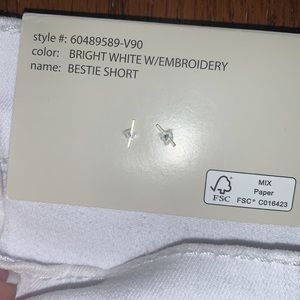 style #: 60489589-V90
color: BRIGHT WHITE W/EMBROIDERY
name: BESTIE SHORT
FSC
MIX
Paper
FSC® C016423